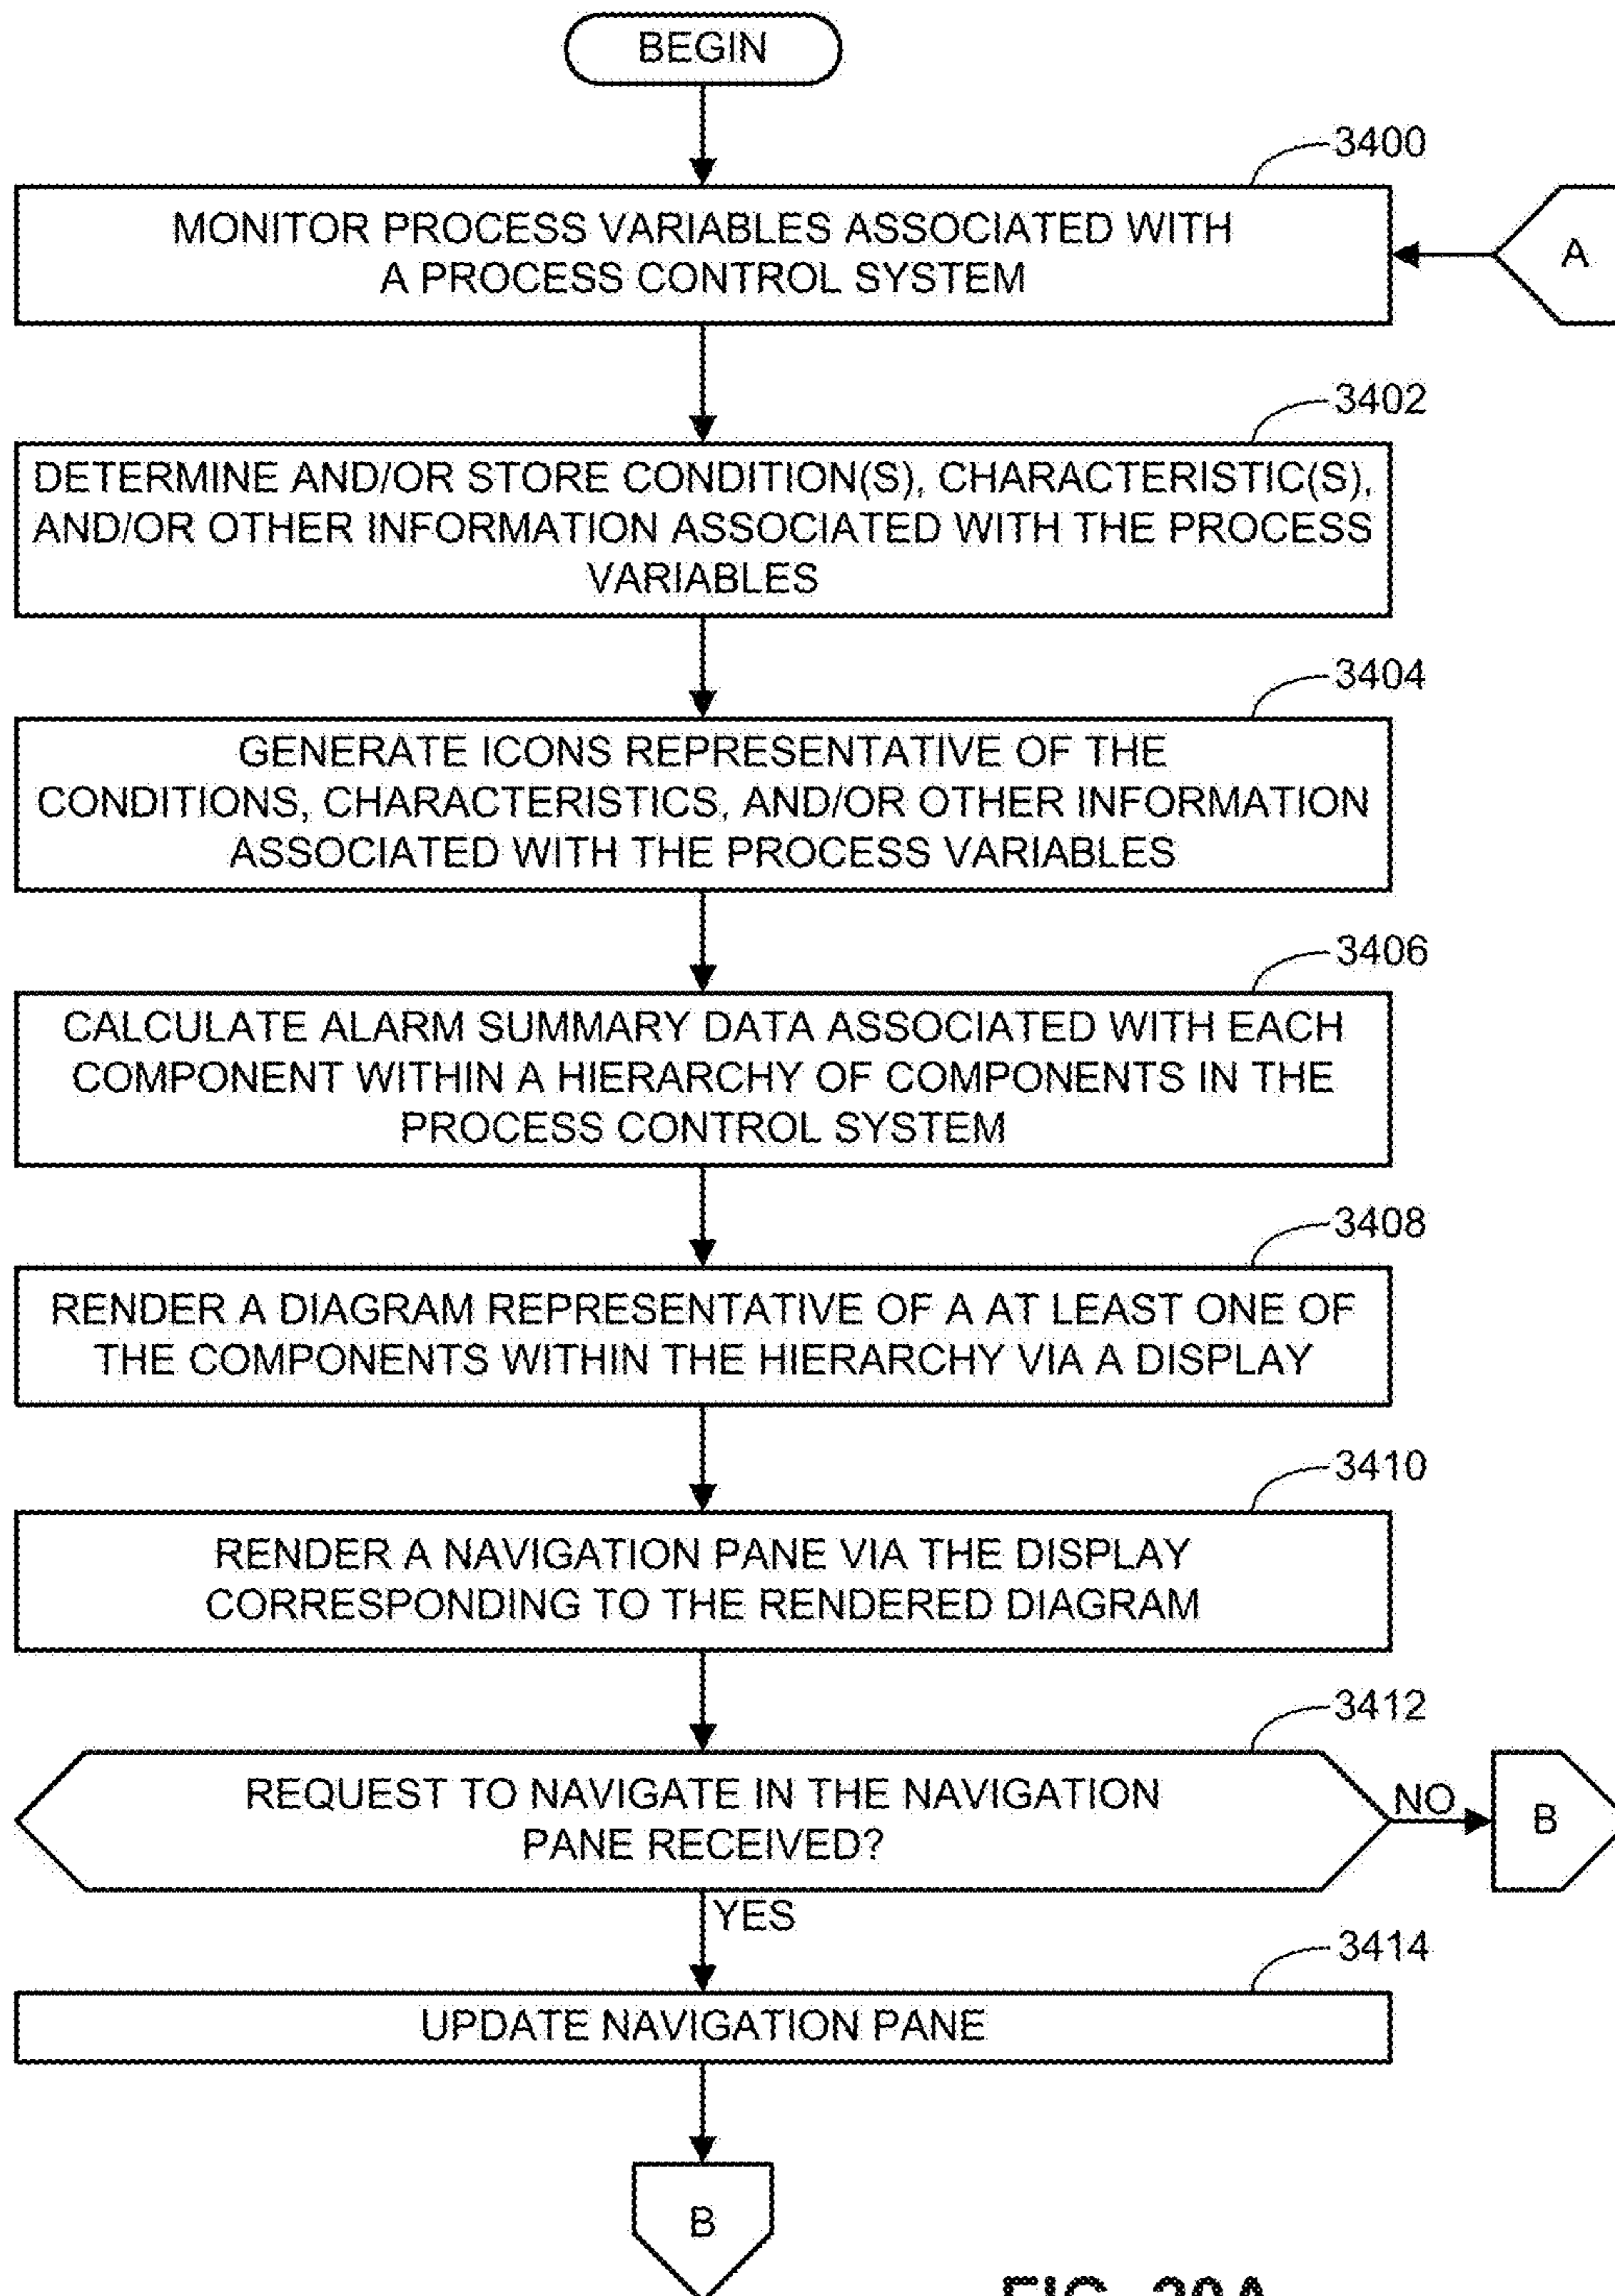 BEGIN
3400
MONITOR PROCESS VARIABLES ASSOCIATED WITH
A PROCESS CONTROL SYSTEM
A
3402
DETERMINE AND/OR STORE CONDITION(S), CHARACTERISTIC(S),
AND/OR OTHER INFORMATION ASSOCIATED WITH THE PROCESS
VARIABLES
3404
GENERATE ICONS REPRESENTATIVE OF THE
CONDITIONS, CHARACTERISTICS, AND/OR OTHER INFORMATION
ASSOCIATED WITH THE PROCESS VARIABLES
3406
CALCULATE ALARM SUMMARY DATA ASSOCIATED WITH EACH
COMPONENT WITHIN A HIERARCHY OF COMPONENTS IN THE
PROCESS CONTROL SYSTEM
3408
RENDER A DIAGRAM REPRESENTATIVE OF A AT LEAST ONE OF
THE COMPONENTS WITHIN THE HIERARCHY VIA A DISPLAY
3410
RENDER A NAVIGATION PANE VIA THE DISPLAY
CORRESPONDING TO THE RENDERED DIAGRAM
3412
REQUEST TO NAVIGATE IN THE NAVIGATION
PANE RECEIVED?
NO
B
YES
3414
UPDATE NAVIGATION PANE
B